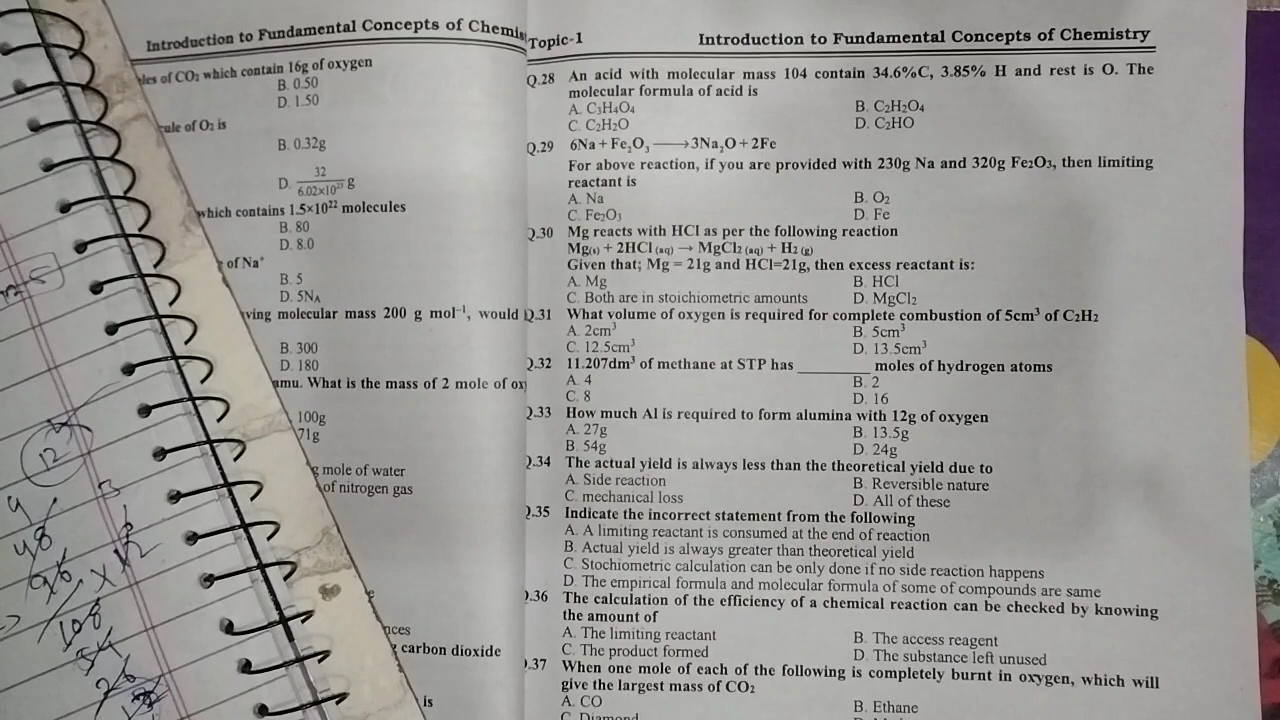 Introduction to Fundamental Concepts of Chemis
les of CO₂ which contain 16g of oxygen
B. 0.50
D. 1.50
cule of O₂ is
B. 0.32g
D. 32/6.02×10²³ g
which contains 1.5×10²² molecules
B. 80
D. 8.0
of Na⁺
B. 5
D. 5Nₐ
ving molecular mass 200 g mol⁻¹, would
B. 300
D. 180
amu. What is the mass of 2 mole of ox
100g
71g
g mole of water
of nitrogen gas
nces
carbon dioxide
is
12
48
Topic-1 Introduction to Fundamental Concepts of Chemistry
Q.28 An acid with molecular mass 104 contain 34.6%C, 3.85% H and rest is O. The
molecular formula of acid is
A. C₃H₄O₄ B. C₂H₂O₄
C. C₂H₂O D. C₂HO
Q.29 6Na + Fe₂O₃ ⟶ 3Na₂O + 2Fe
For above reaction, if you are provided with 230g Na and 320g Fe₂O₃, then limiting
reactant is
A. Na B. O₂
C. Fe₂O₃ D. Fe
Q.30 Mg reacts with HCl as per the following reaction
Mg(s) + 2HCl (aq) → MgCl₂ (aq) + H₂ (g)
Given that; Mg = 21g and HCl=21g, then excess reactant is:
A. Mg B. HCl
C. Both are in stoichiometric amounts D. MgCl₂
Q.31 What volume of oxygen is required for complete combustion of 5cm³ of C₂H₂
A. 2cm³ B. 5cm³
C. 12.5cm³ D. 13.5cm³
Q.32 11.207dm³ of methane at STP has ________ moles of hydrogen atoms
A. 4 B. 2
C. 8 D. 16
Q.33 How much Al is required to form alumina with 12g of oxygen
A. 27g B. 13.5g
B. 54g D. 24g
Q.34 The actual yield is always less than the theoretical yield due to
A. Side reaction B. Reversible nature
C. mechanical loss D. All of these
Q.35 Indicate the incorrect statement from the following
A. A limiting reactant is consumed at the end of reaction
B. Actual yield is always greater than theoretical yield
C. Stochiometric calculation can be only done if no side reaction happens
D. The empirical formula and molecular formula of some of compounds are same
.36 The calculation of the efficiency of a chemical reaction can be checked by knowing
the amount of
A. The limiting reactant B. The access reagent
C. The product formed D. The substance left unused
.37 When one mole of each of the following is completely burnt in oxygen, which will
give the largest mass of CO₂
A. CO B. Ethane
C. Diamond